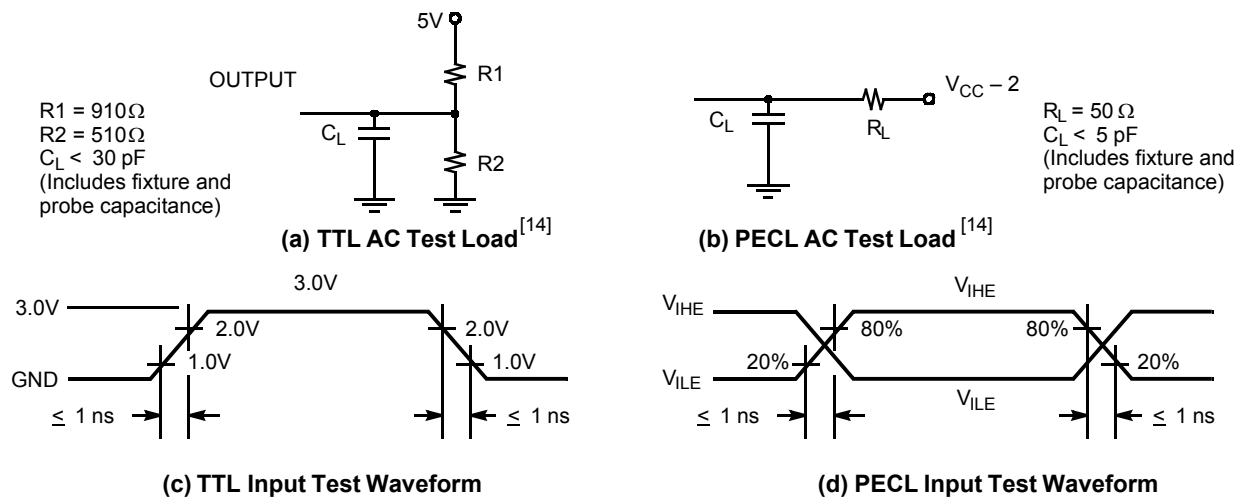 5V
OUTPUT
R1
R1 = 910Ω
R2 = 510Ω
C_L < 30 pF
(Includes fixture and
probe capacitance)
C_L
R2
(a) TTL AC Test Load[14]
V_CC – 2
C_L
R_L
R_L = 50 Ω
C_L < 5 pF
(Includes fixture and
probe capacitance)
(b) PECL AC Test Load[14]
3.0V
3.0V
2.0V
2.0V
1.0V
1.0V
GND
≤ 1 ns
≤ 1 ns
(c) TTL Input Test Waveform
V_IHE
V_IHE
80%
80%
20%
20%
V_ILE
V_ILE
≤ 1 ns
≤ 1 ns
(d) PECL Input Test Waveform